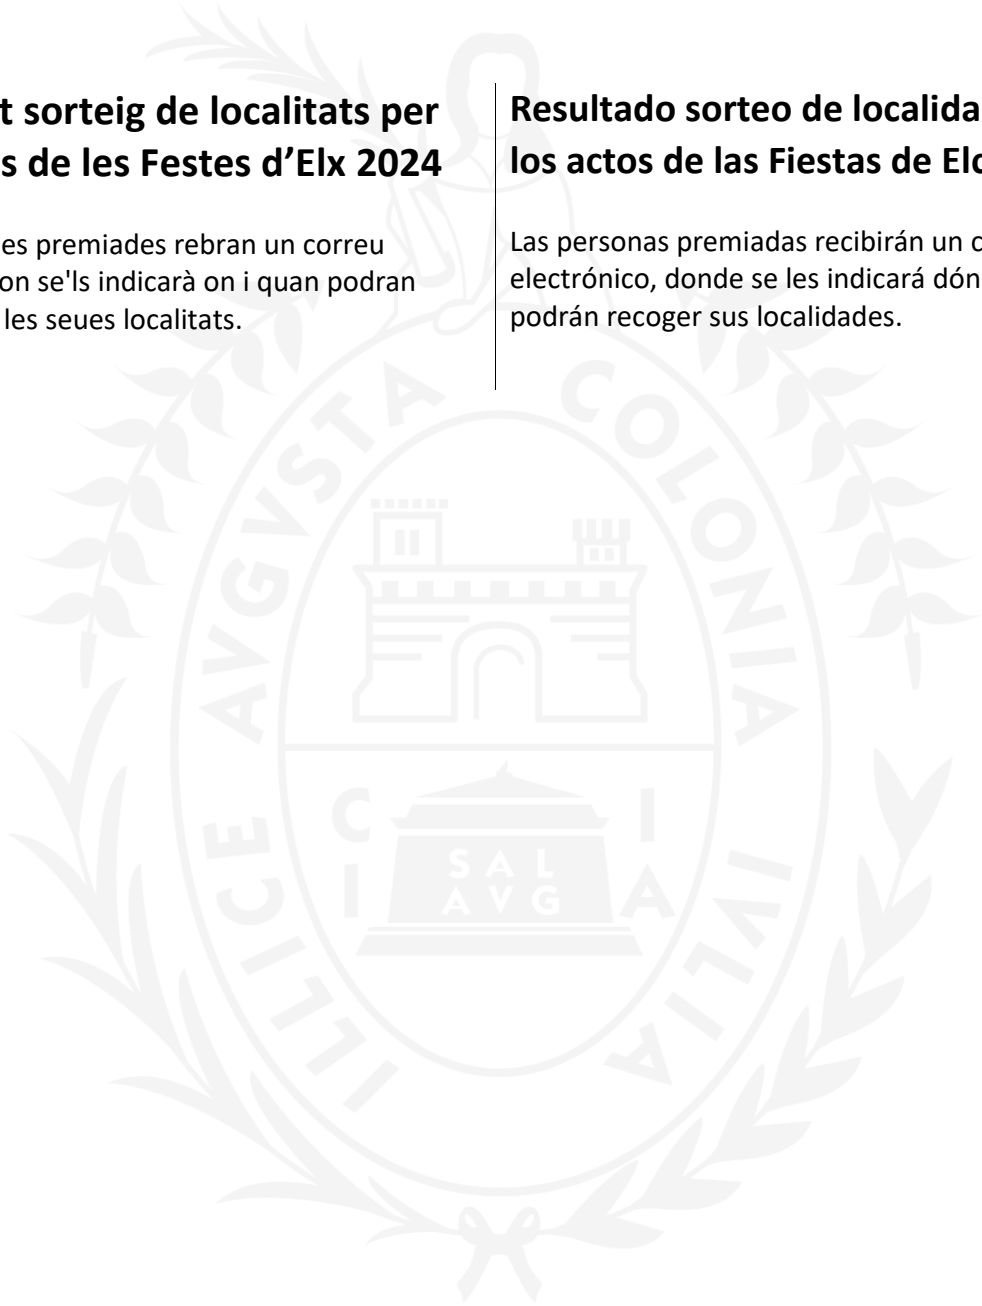 t sorteig de localitats per
s de les Festes d’Elx 2024
es premiades rebran un correu
on se'ls indicarà on i quan podran
les seues localitats.
Resultado sorteo de localida
los actos de las Fiestas de Elc
Las personas premiadas recibirán un c
electrónico, donde se les indicará dón
podrán recoger sus localidades.
COLONIA IVLIA ILLICE AVGVSTA
C I
I A
SAL
AVG